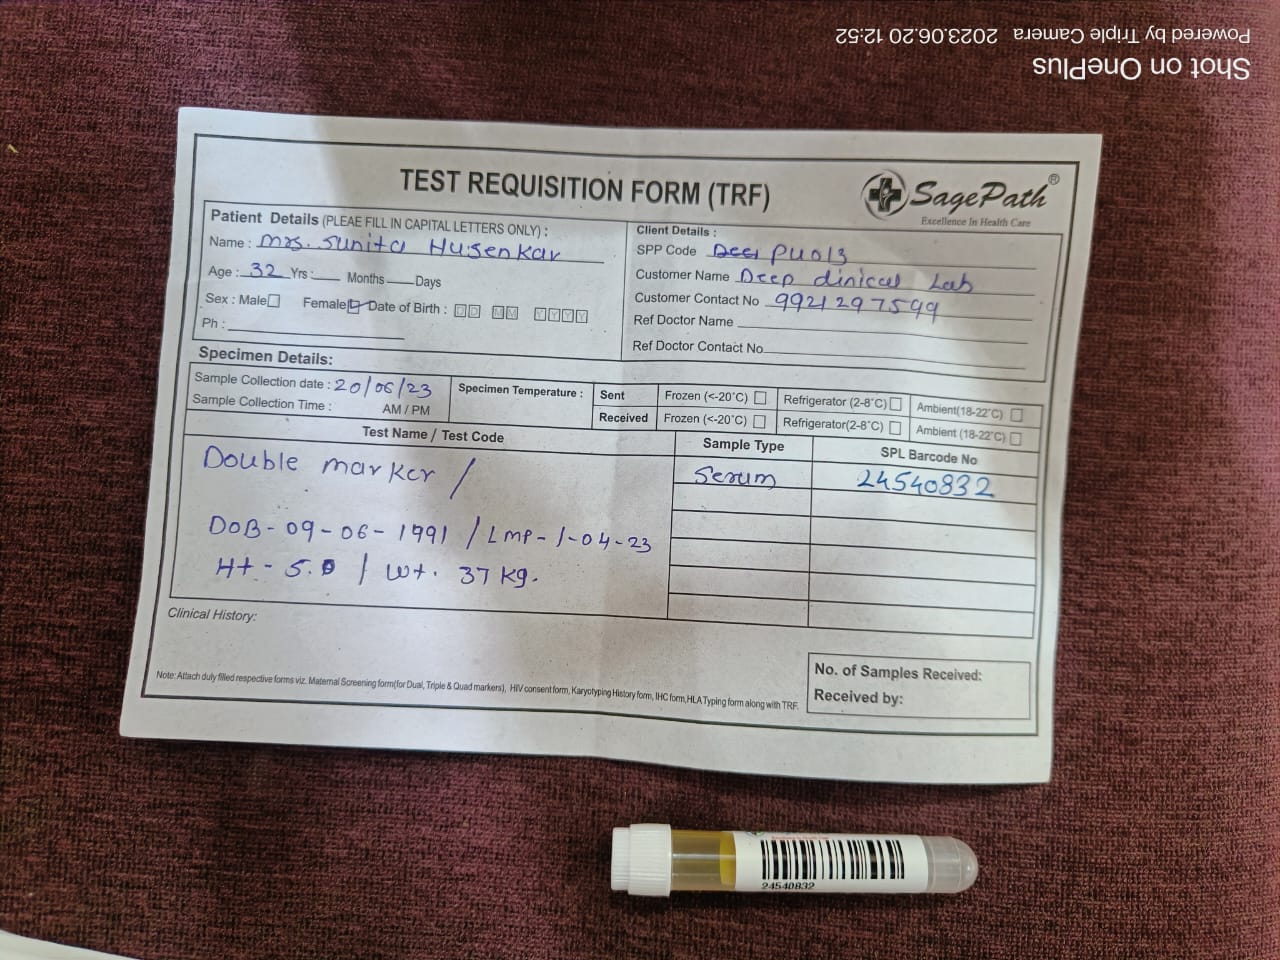 Shot on OnePlus
Powered by Triple Camera 2023.06.20 12:52
TEST REQUISITION FORM (TRF)
SagePath®
Excellence In Health Care
Patient Details (PLEAE FILL IN CAPITAL LETTERS ONLY) :
Name : Mrs. Sunita Husenkar
Age : 32 Yrs : Months Days
Sex : Male Female Date of Birth : DD MM YYYY
Ph :
Client Details :
SPP Code PU013
Customer Name Deep clinical Lab
Customer Contact No 9921297599
Ref Doctor Name
Ref Doctor Contact No
Specimen Details:
Sample Collection date : 20/06/23
Sample Collection Time : AM / PM
Specimen Temperature :
Sent Frozen (<-20°C) Refrigerator (2-8°C) Ambient(18-22°C)
Received Frozen (<-20°C) Refrigerator(2-8°C) Ambient (18-22°C)
Test Name / Test Code Sample Type SPL Barcode No
Double marker / Serum 24540832
DOB - 09-06-1991 / LMP - 1-04-23
Ht - 5.0 / Wt. 37 kg.
Clinical History:
Note: Attach duly filled respective forms viz. Maternal Screening form(for Dual, Triple & Quad markers), HIV consent form, Karyotyping History form, IHC form,HLA Typing form along with TRF.
No. of Samples Received:
Received by:
24540832